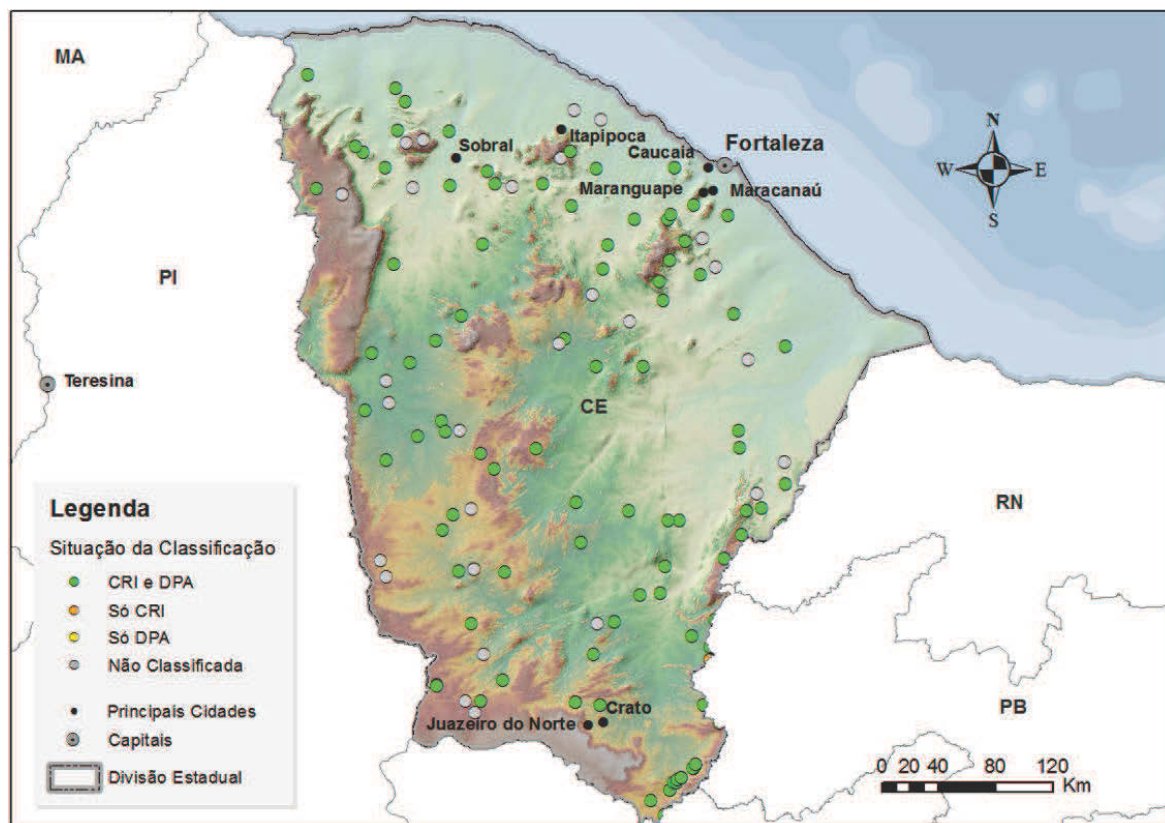 MA
Itapipoca
Fortaleza
Sobral
Caucaia
Maranguape
Maracanaú
N
W
E
S
PI
Teresina
CE
RN
Legenda
Situação da Classificação
CRI e DPA
Só CRI
Só DPA
Não Classificada
Principais Cidades
Capitais
Divisão Estadual
Crato
Juazeiro do Norte
PB
0 20 40 80 120
Km